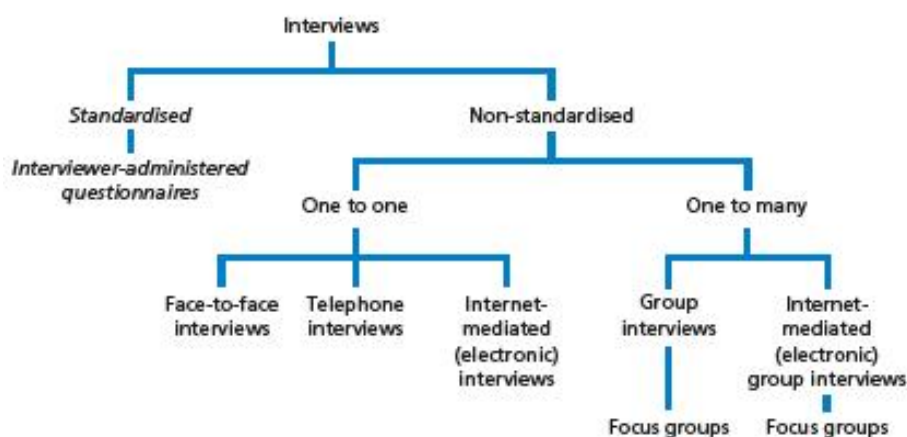 Interviews
Standardised
Non-standardised
Interviewer-administered
questionnaires
One to one
One to many
Face-to-face
interviews
Telephone
interviews
Internet-
mediated
(electronic)
interviews
Group
interviews
Internet-
mediated
(electronic)
group interviews
Focus groups
Focus groups